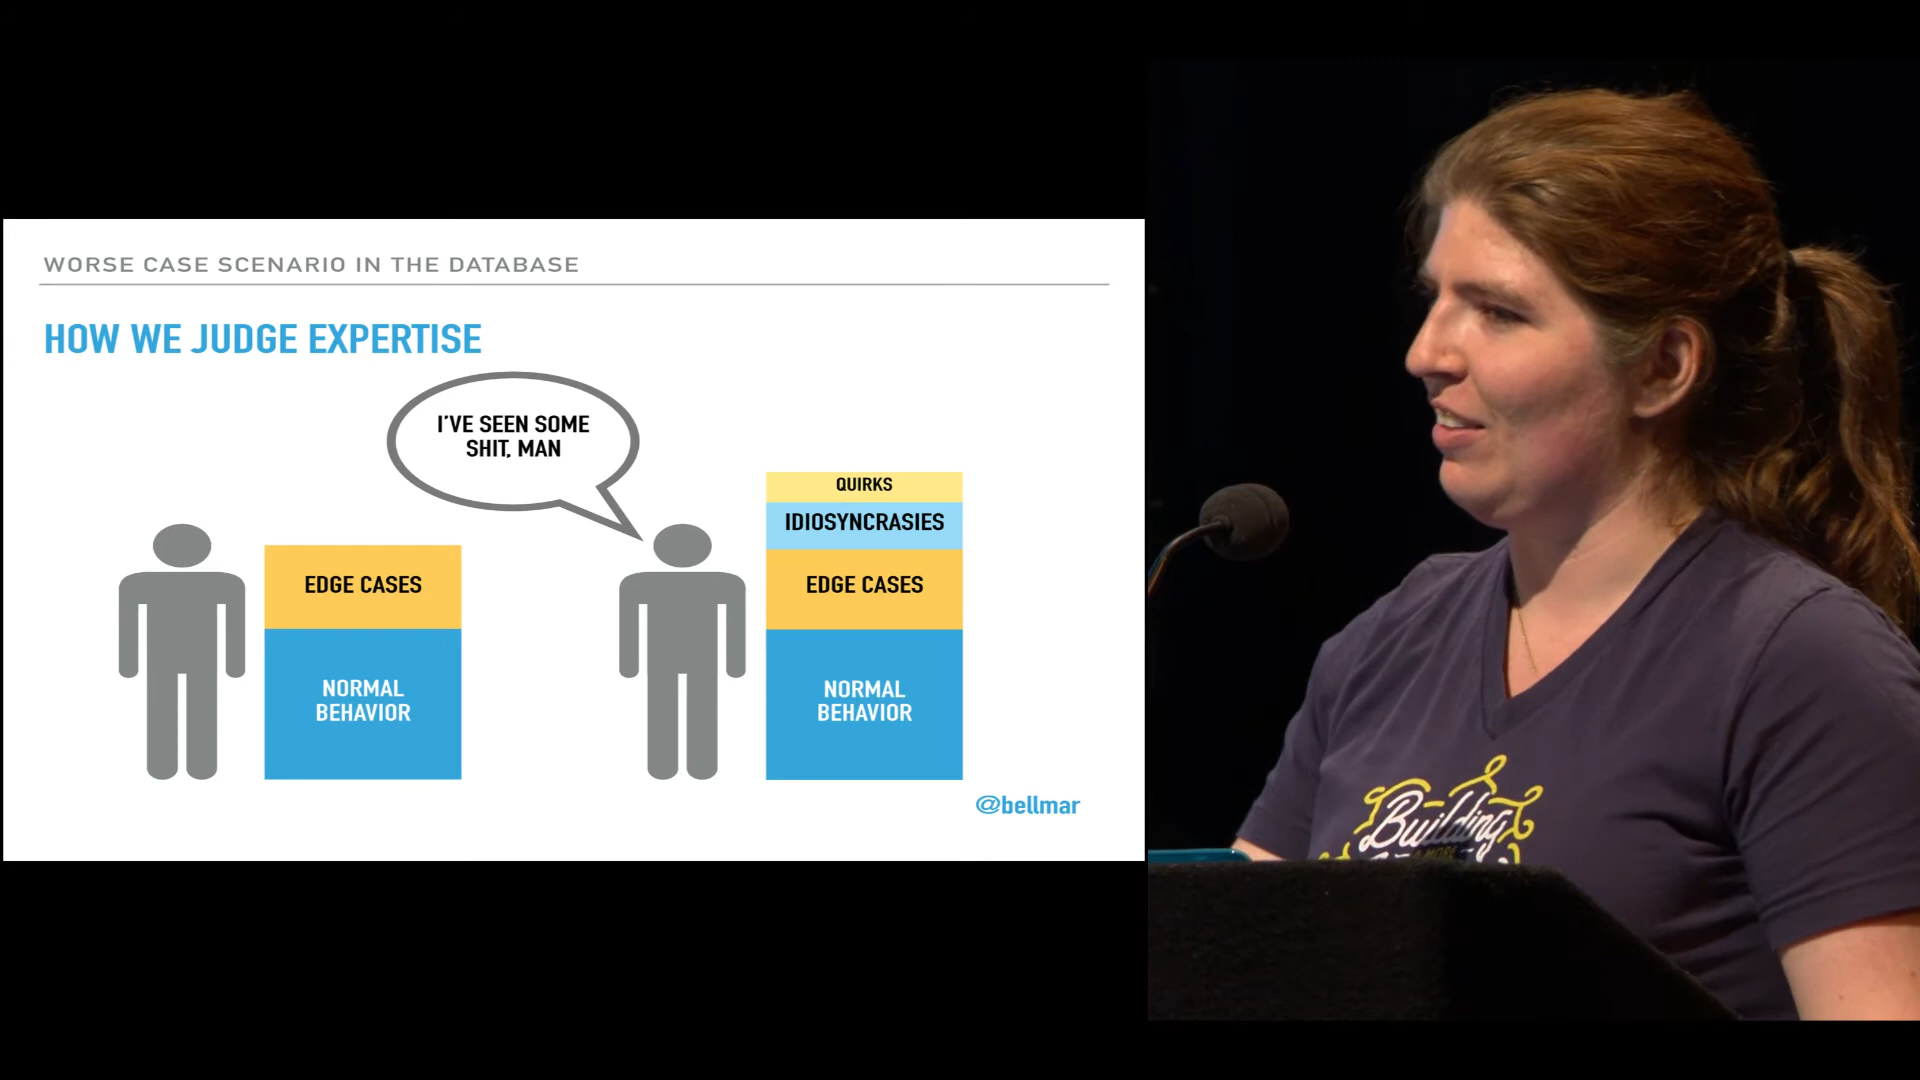 WORSE CASE SCENARIO IN THE DATABASE
HOW WE JUDGE EXPERTISE
I'VE SEEN SOME
SHIT, MAN
QUIRKS
IDIOSYNCRASIES
EDGE CASES
EDGE CASES
NORMAL
BEHAVIOR
NORMAL
BEHAVIOR
@bellmar
Building
MORE